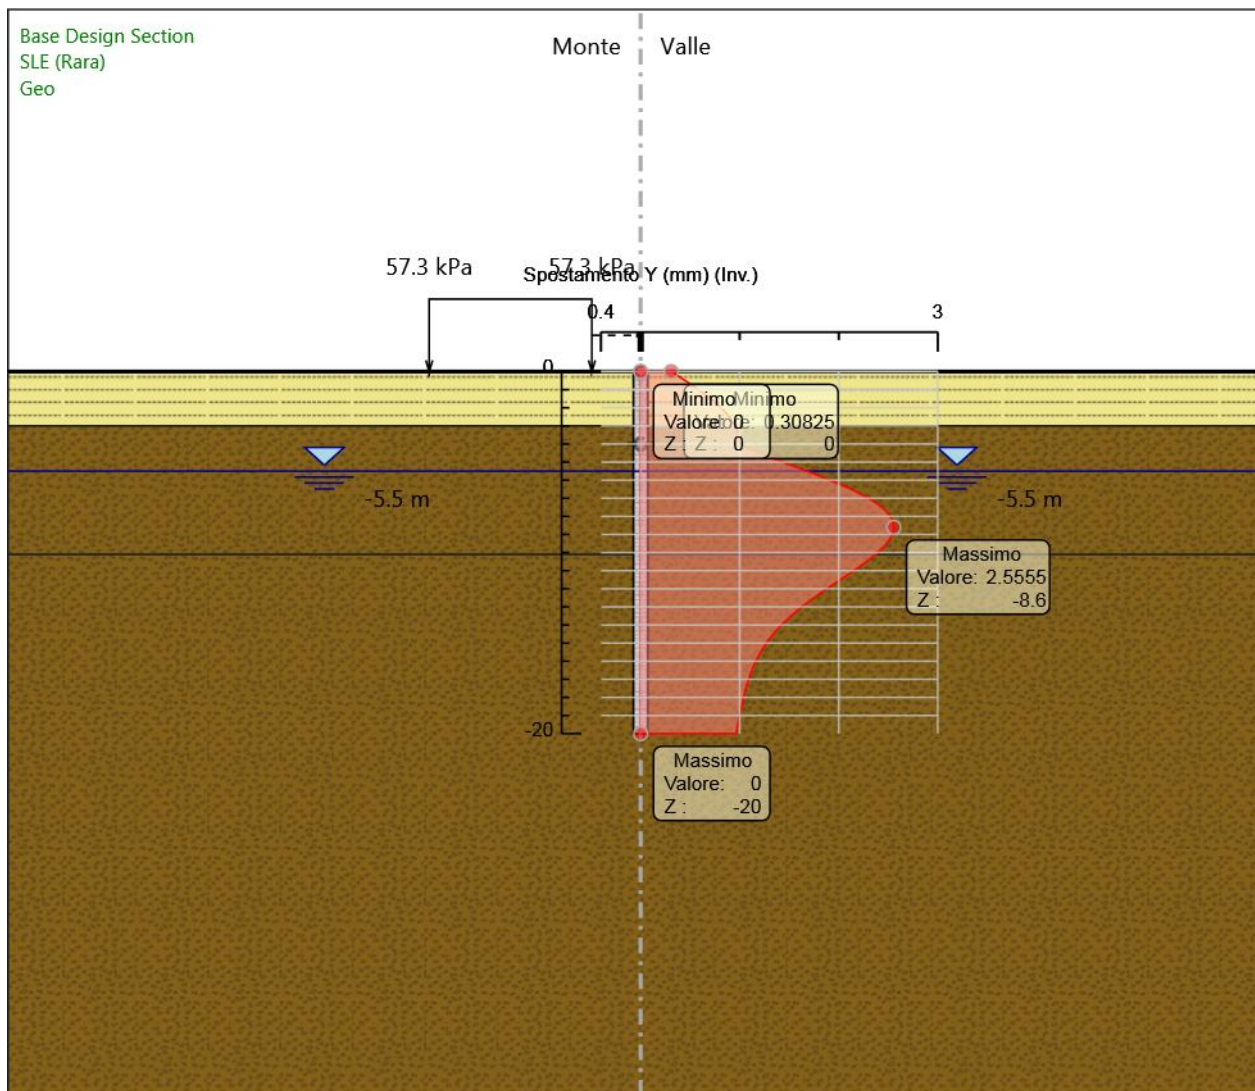 Base Design Section
SLE (Rara)
Geo
Monte
Valle
57.3 kPa
57.3 kPa
Spostamento Y (mm) (Inv.)
0.4
3
0
Minimo
Valore: 0
Z : 0
Minimo
Valore: 0.30825
Z : 0
-5.5 m
-5.5 m
Massimo
Valore: 2.5555
Z : -8.6
-20
Massimo
Valore: 0
Z : -20